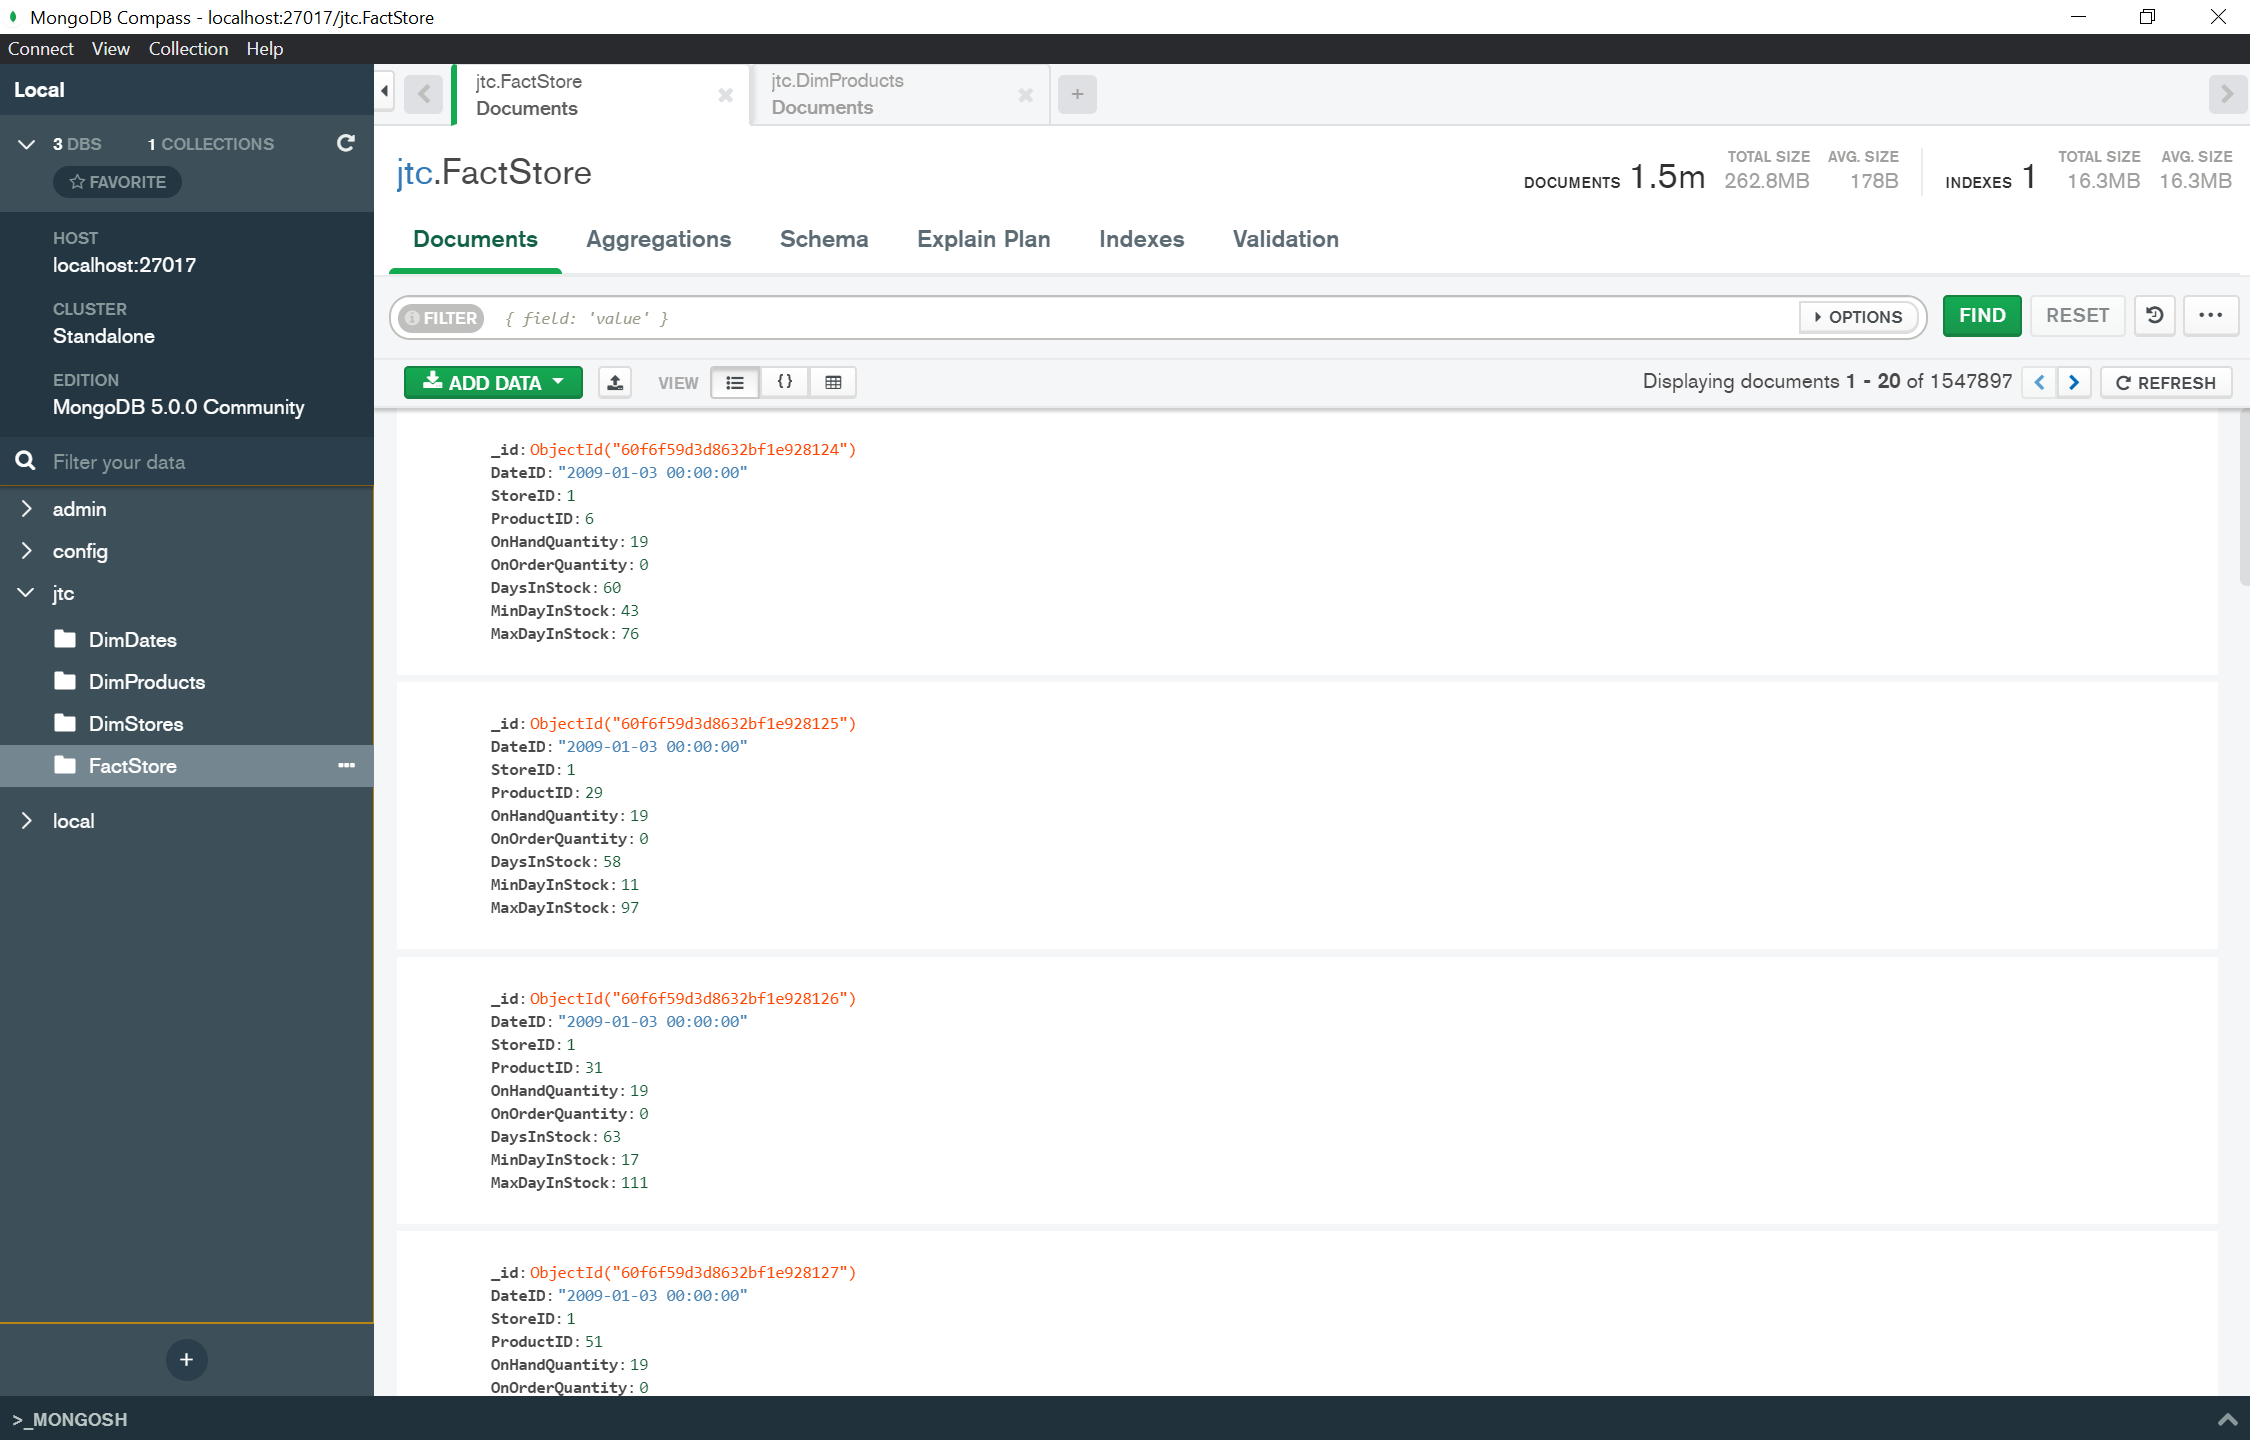 MongoDB Compass - localhost:27017/jtc.FactStore
Connect View Collection Help
Local
3 DBS 1 COLLECTIONS
FAVORITE
HOST
localhost:27017
CLUSTER
Standalone
EDITION
MongoDB 5.0.0 Community
Filter your data
admin
config
jtc
DimDates
DimProducts
DimStores
FactStore
local
jtc.FactStore
Documents
jtc.DimProducts
Documents
jtc.FactStore
DOCUMENTS 1.5m TOTAL SIZE 262.8MB AVG. SIZE 178B INDEXES 1 TOTAL SIZE 16.3MB AVG. SIZE 16.3MB
Documents Aggregations Schema Explain Plan Indexes Validation
FILTER { field: 'value' } OPTIONS FIND RESET
ADD DATA VIEW {} Displaying documents 1 - 20 of 1547897 REFRESH
_id: ObjectId("60f6f59d3d8632bf1e928124")
DateID: "2009-01-03 00:00:00"
StoreID: 1
ProductID: 6
OnHandQuantity: 19
OnOrderQuantity: 0
DaysInStock: 60
MinDayInStock: 43
MaxDayInStock: 76
_id: ObjectId("60f6f59d3d8632bf1e928125")
DateID: "2009-01-03 00:00:00"
StoreID: 1
ProductID: 29
OnHandQuantity: 19
OnOrderQuantity: 0
DaysInStock: 58
MinDayInStock: 11
MaxDayInStock: 97
_id: ObjectId("60f6f59d3d8632bf1e928126")
DateID: "2009-01-03 00:00:00"
StoreID: 1
ProductID: 31
OnHandQuantity: 19
OnOrderQuantity: 0
DaysInStock: 63
MinDayInStock: 17
MaxDayInStock: 111
_id: ObjectId("60f6f59d3d8632bf1e928127")
DateID: "2009-01-03 00:00:00"
StoreID: 1
ProductID: 51
OnHandQuantity: 19
OnOrderQuantity: 0
>_MONGOSH